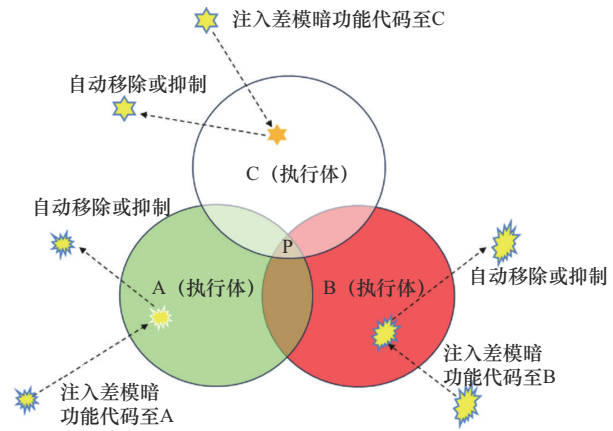 注入差模暗功能代码至C
自动移除或抑制
C（执行体）
自动移除或抑制
P
A（执行体）
B（执行体）
自动移除或抑制
注入差模暗
功能代码至A
注入差模暗
功能代码至B